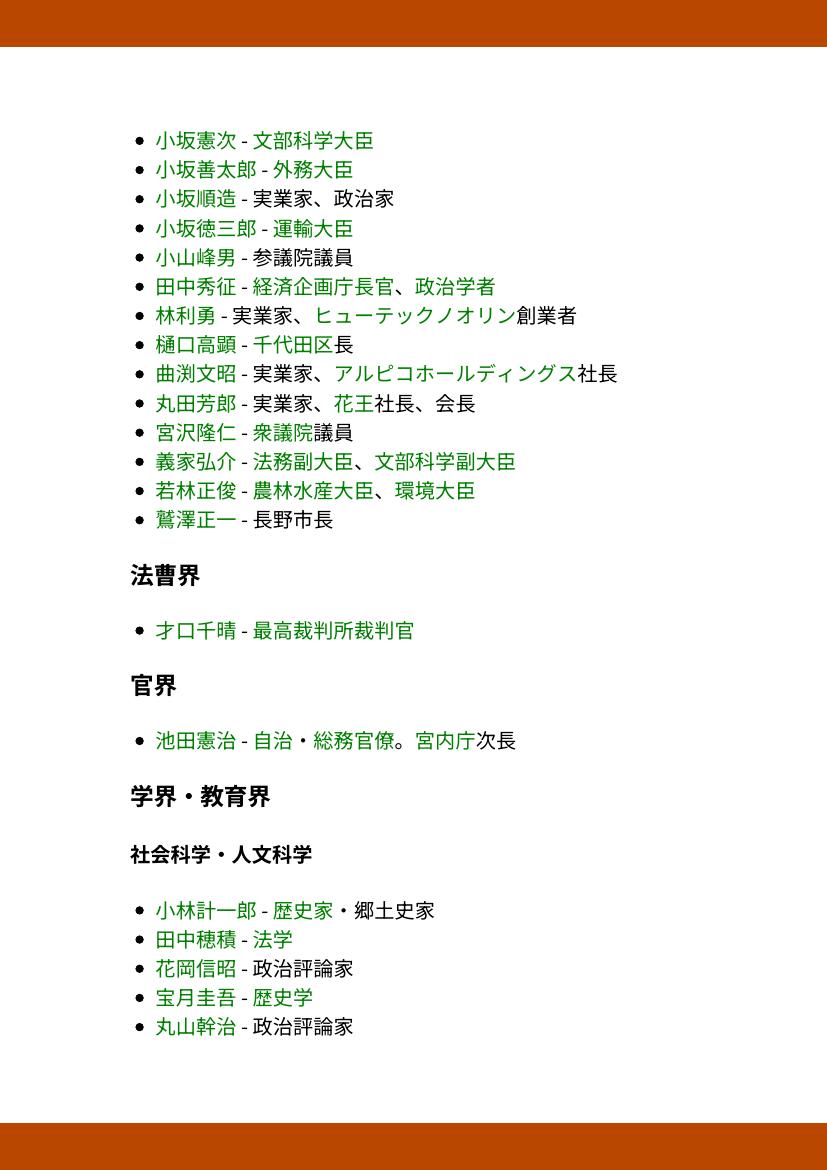 小坂憲次 - 文部科学大臣
小坂善太郎 - 外務大臣
小坂順造 - 実業家、政治家
小坂徳三郎 - 運輸大臣
小山峰男 - 参議院議員
田中秀征 - 経済企画庁長官、政治学者
林利勇 - 実業家、ヒューテックノオリン創業者
樋口高顕 - 千代田区長
曲渕文昭 - 実業家、アルピコホールディングス社長
丸田芳郎 - 実業家、花王社長、会長
宮沢隆仁 - 衆議院議員
義家弘介 - 法務副大臣、文部科学副大臣
若林正俊 - 農林水産大臣、環境大臣
鷲澤正一 - 長野市長
法曹界
才口千晴 - 最高裁判所裁判官
官界
池田憲治 - 自治・総務官僚。宮内庁次長
学界・教育界
社会科学・人文科学
小林計一郎 - 歴史家・郷土史家
田中穂積 - 法学
花岡信昭 - 政治評論家
宝月圭吾 - 歴史学
丸山幹治 - 政治評論家